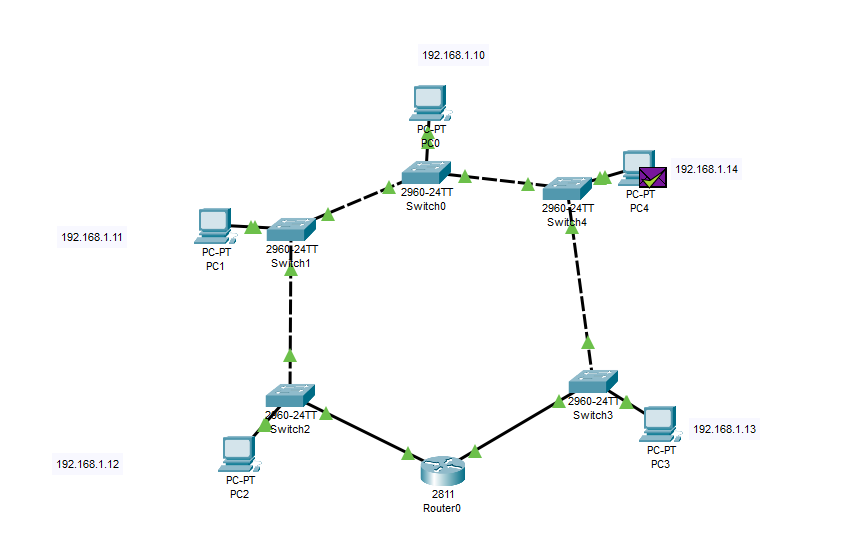 192.168.1.10
PC-PT
PC0
2960-24TT
Switch0
192.168.1.14
PC-PT
PC4
2960-24TT
Switch4
192.168.1.11
PC-PT
PC1
2960-24TT
Switch1
2960-24TT
Switch2
2960-24TT
Switch3
192.168.1.13
PC-PT
PC3
192.168.1.12
PC-PT
PC2
2811
Router0